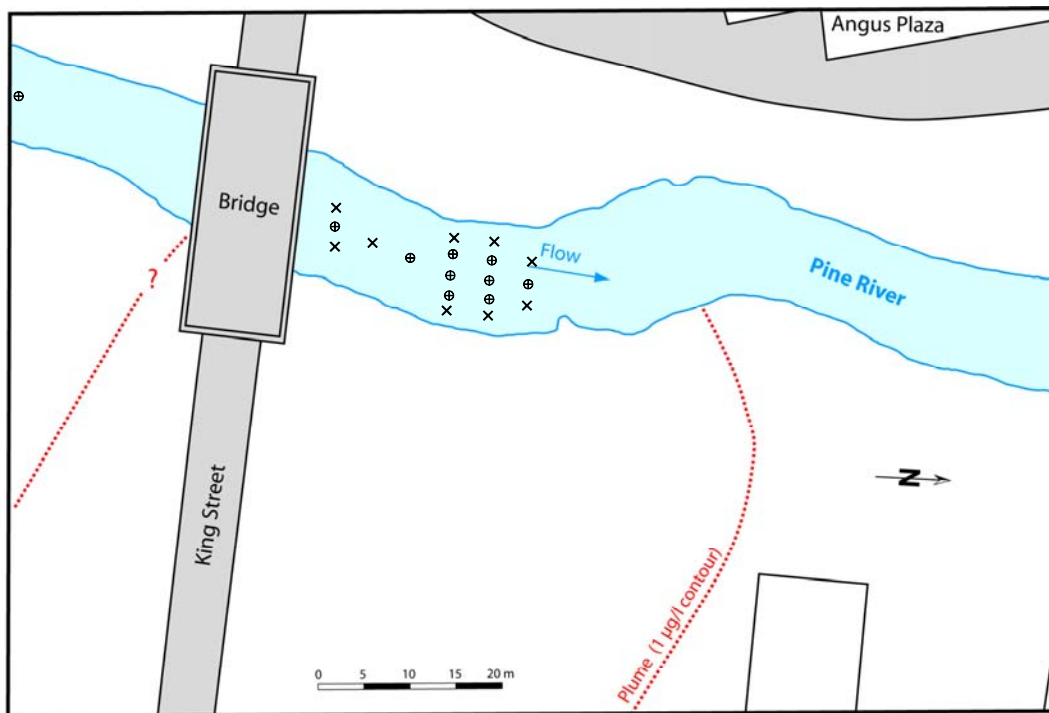 Angus Plaza
Bridge
Flow
Pine River
?
King Street
N
Plume (1 µg/l contour)
0 5 10 15 20 m